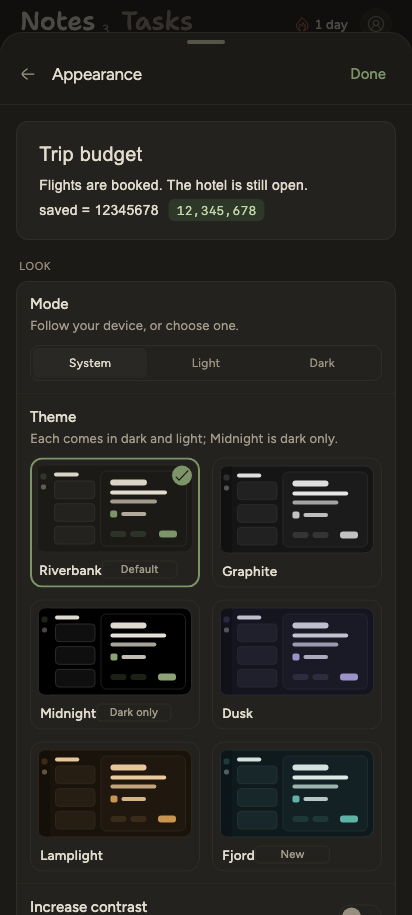 Notes 3 Tasks
1 day
Appearance
Done
Trip budget
Flights are booked. The hotel is still open.
saved = 12345678 12,345,678
LOOK
Mode
Follow your device, or choose one.
System Light Dark
Theme
Each comes in dark and light; Midnight is dark only.
Riverbank Default
Graphite
Midnight Dark only
Dusk
Lamplight
Fjord New
Increase contrast